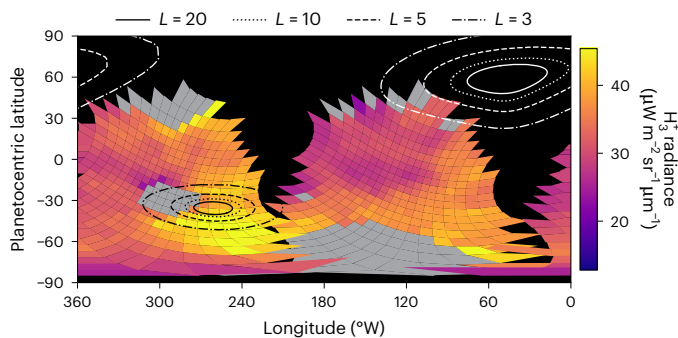 L = 20 L = 10 L = 5 L = 3
90
60
30
0
−30
−60
−90
Planetocentric latitude
360 300 240 180 120 60 0
Longitude (°W)
40
30
20
H₃⁺ radiance
(μW m⁻² sr⁻¹ μm⁻¹)